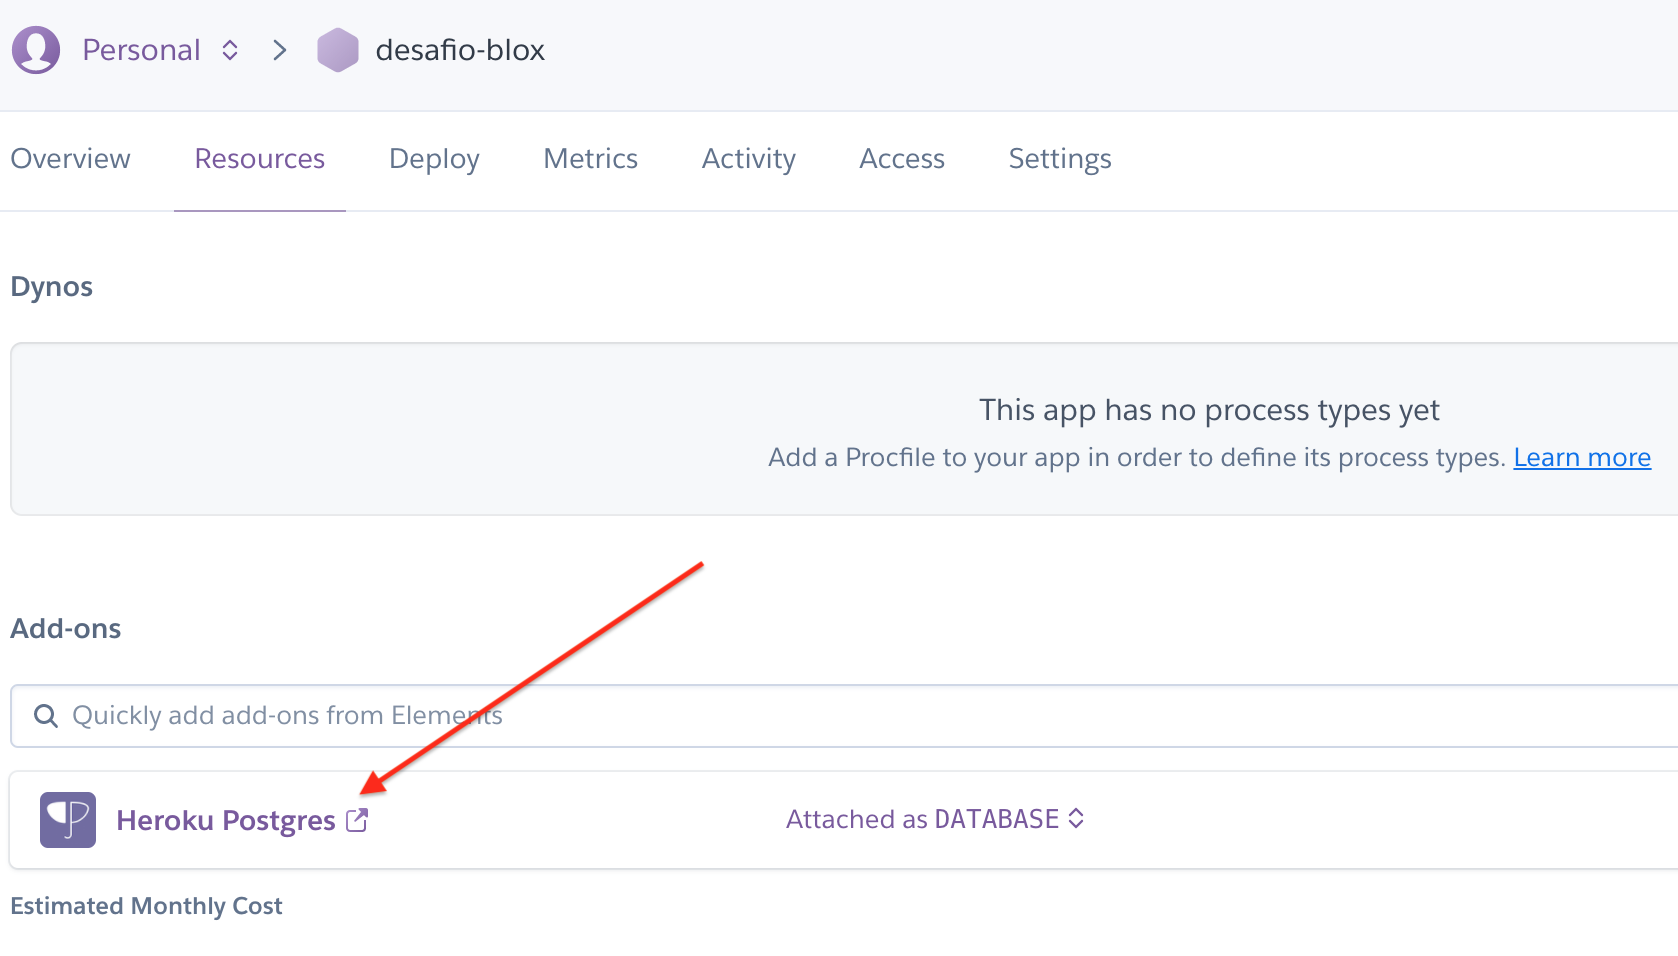 Personal > desafio-blox
Overview Resources Deploy Metrics Activity Access Settings
Dynos
This app has no process types yet
Add a Procfile to your app in order to define its process types. Learn more
Add-ons
Quickly add add-ons from Elements
Heroku Postgres Attached as DATABASE
Estimated Monthly Cost